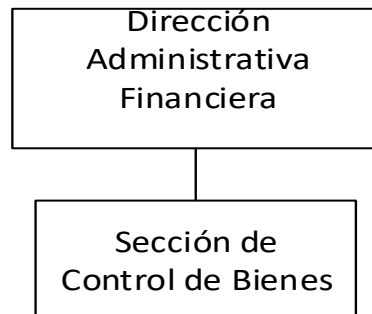 Dirección
Administrativa
Financiera
Sección de
Control de Bienes